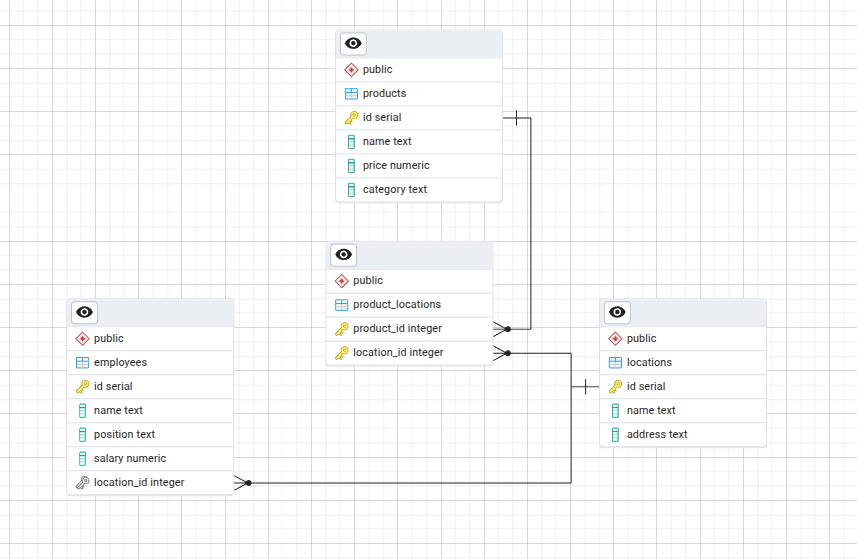 public
products
id serial
name text
price numeric
category text
public
product_locations
product_id integer
location_id integer
public
employees
id serial
name text
position text
salary numeric
location_id integer
public
locations
id serial
name text
address text